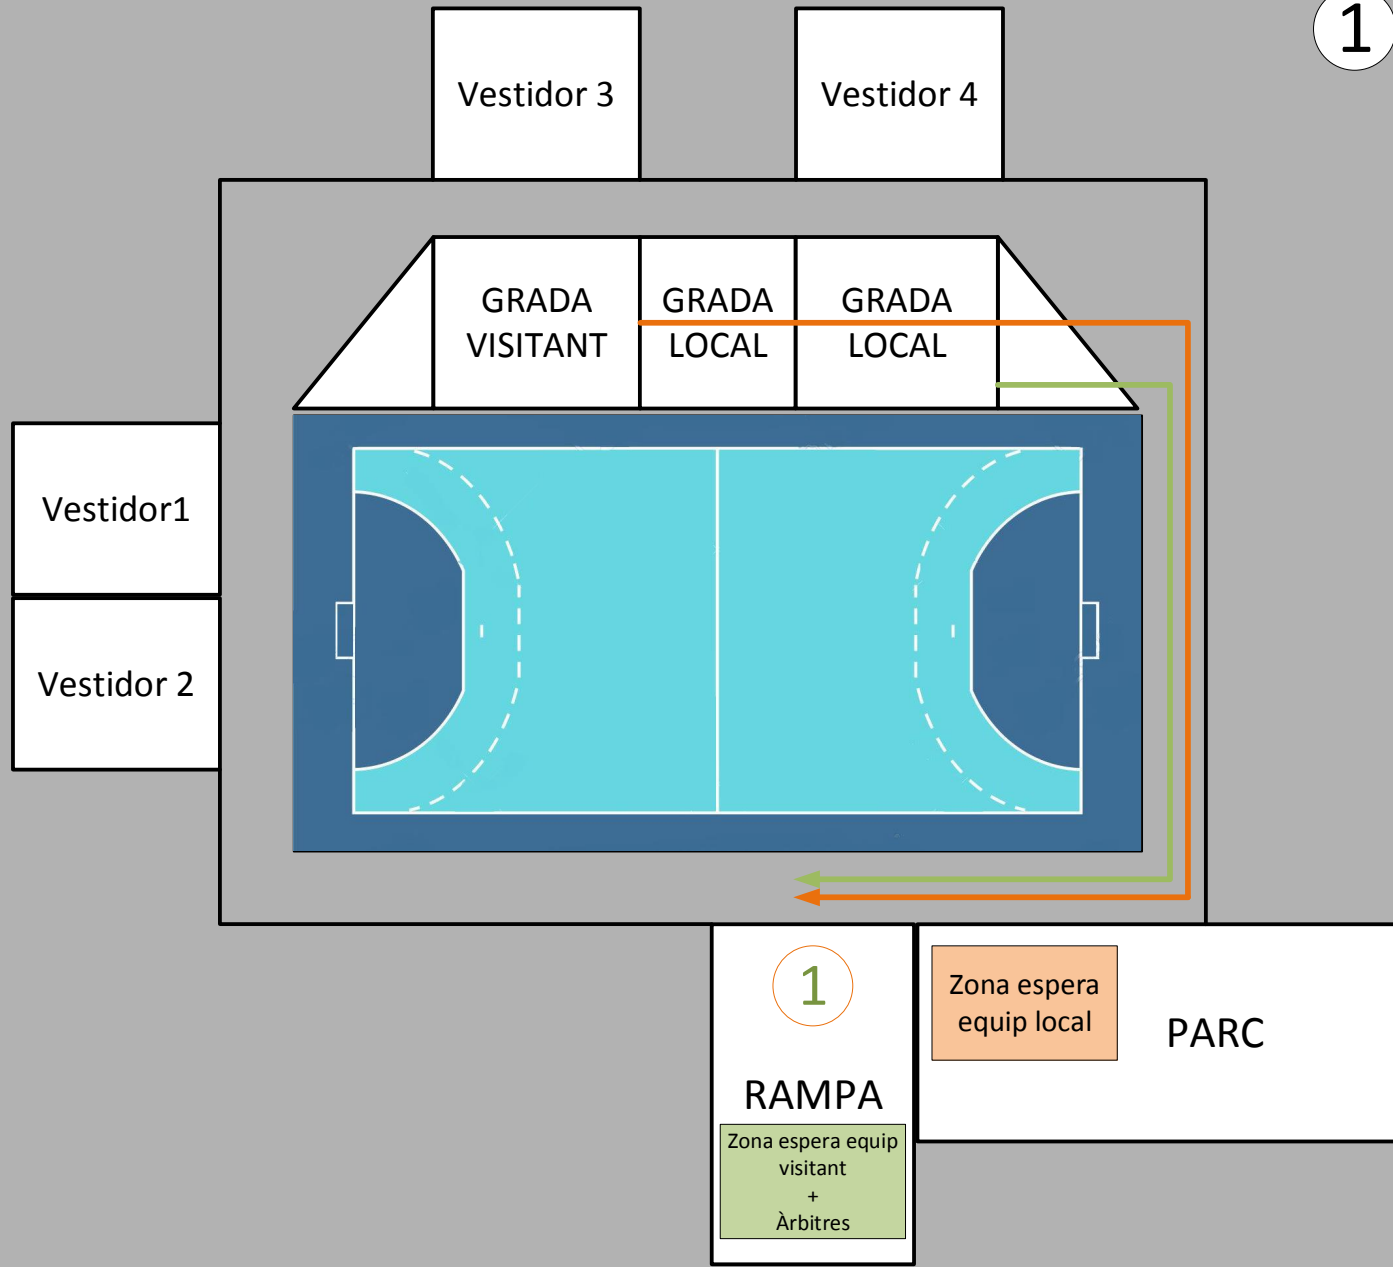 1
Vestidor 3
Vestidor 4
GRADA
VISITANT
GRADA
LOCAL
GRADA
LOCAL
Vestidor1
Vestidor 2
1
RAMPA
Zona espera equip
visitant
+
Àrbitres
Zona espera
equip local
PARC